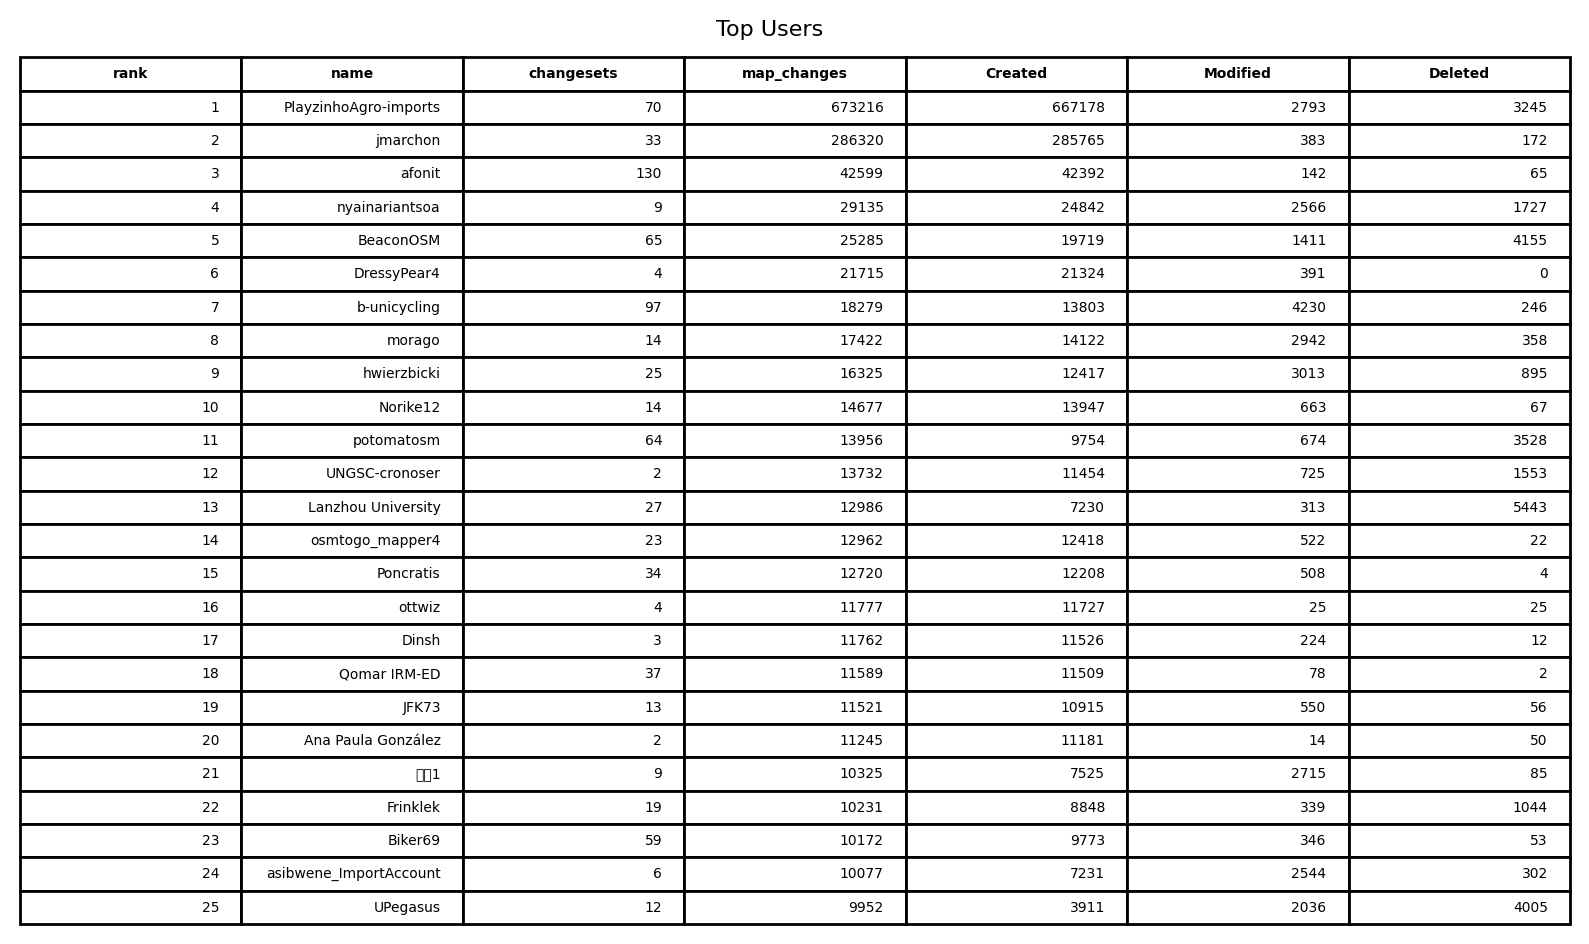 Top Users
rank name changesets map_changes Created Modified Deleted
1 PlayzinhoAgro-imports 70 673216 667178 2793 3245
2 jmarchon 33 286320 285765 383 172
3 afonit 130 42599 42392 142 65
4 nyainariantsoa 9 29135 24842 2566 1727
5 BeaconOSM 65 25285 19719 1411 4155
6 DressyPear4 4 21715 21324 391 0
7 b-unicycling 97 18279 13803 4230 246
8 morago 14 17422 14122 2942 358
9 hwierzbicki 25 16325 12417 3013 895
10 Norike12 14 14677 13947 663 67
11 potomatosm 64 13956 9754 674 3528
12 UNGSC-cronoser 2 13732 11454 725 1553
13 Lanzhou University 27 12986 7230 313 5443
14 osmtogo_mapper4 23 12962 12418 522 22
15 Poncratis 34 12720 12208 508 4
16 ottwiz 4 11777 11727 25 25
17 Dinsh 3 11762 11526 224 12
18 Qomar IRM-ED 37 11589 11509 78 2
19 JFK73 13 11521 10915 550 56
20 Ana Paula González 2 11245 11181 14 50
21 1 9 10325 7525 2715 85
22 Frinklek 19 10231 8848 339 1044
23 Biker69 59 10172 9773 346 53
24 asibwene_ImportAccount 6 10077 7231 2544 302
25 UPegasus 12 9952 3911 2036 4005